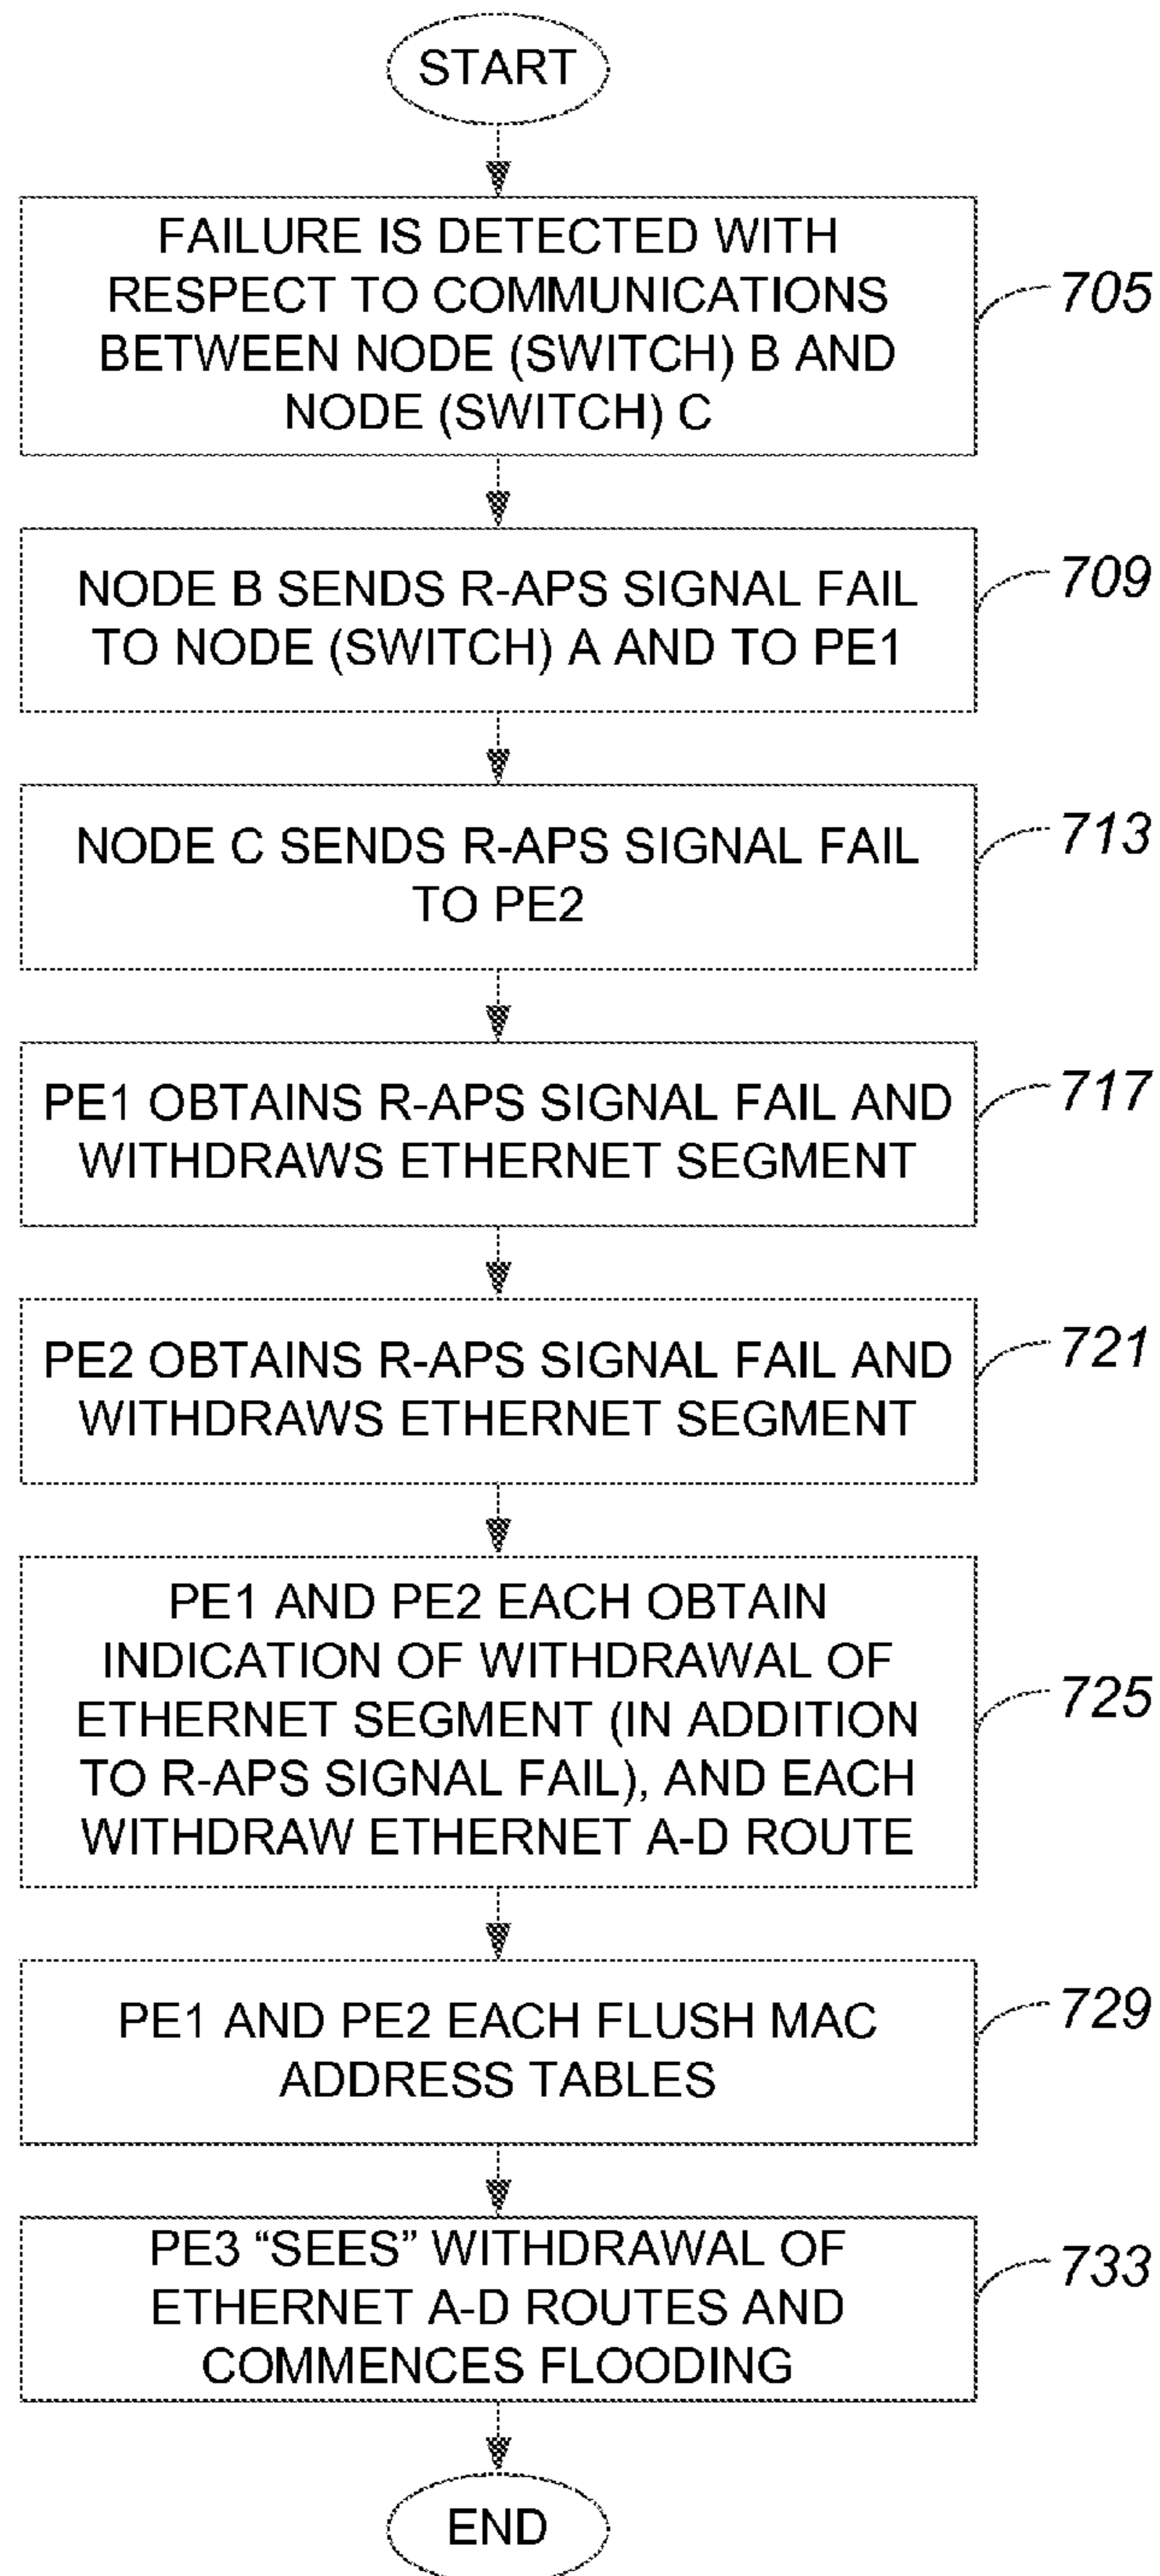 START
FAILURE IS DETECTED WITH
RESPECT TO COMMUNICATIONS
BETWEEN NODE (SWITCH) B AND
NODE (SWITCH) C
705
NODE B SENDS R-APS SIGNAL FAIL
TO NODE (SWITCH) A AND TO PE1
709
NODE C SENDS R-APS SIGNAL FAIL
TO PE2
713
PE1 OBTAINS R-APS SIGNAL FAIL AND
WITHDRAWS ETHERNET SEGMENT
717
PE2 OBTAINS R-APS SIGNAL FAIL AND
WITHDRAWS ETHERNET SEGMENT
721
PE1 AND PE2 EACH OBTAIN
INDICATION OF WITHDRAWAL OF
ETHERNET SEGMENT (IN ADDITION
TO R-APS SIGNAL FAIL), AND EACH
WITHDRAW ETHERNET A-D ROUTE
725
PE1 AND PE2 EACH FLUSH MAC
ADDRESS TABLES
729
PE3 “SEES” WITHDRAWAL OF
ETHERNET A-D ROUTES AND
COMMENCES FLOODING
733
END